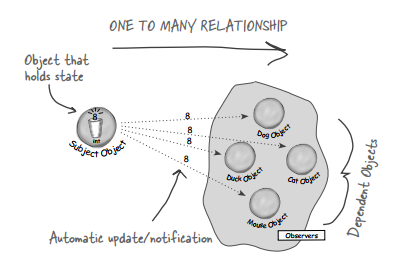 ONE TO MANY RELATIONSHIP
Object that
holds state
8
int
Subject Object
8
8
8
8
Dog Object
Duck Object
Cat Object
Mouse Object
Observers
Dependent Objects
Automatic update/notification